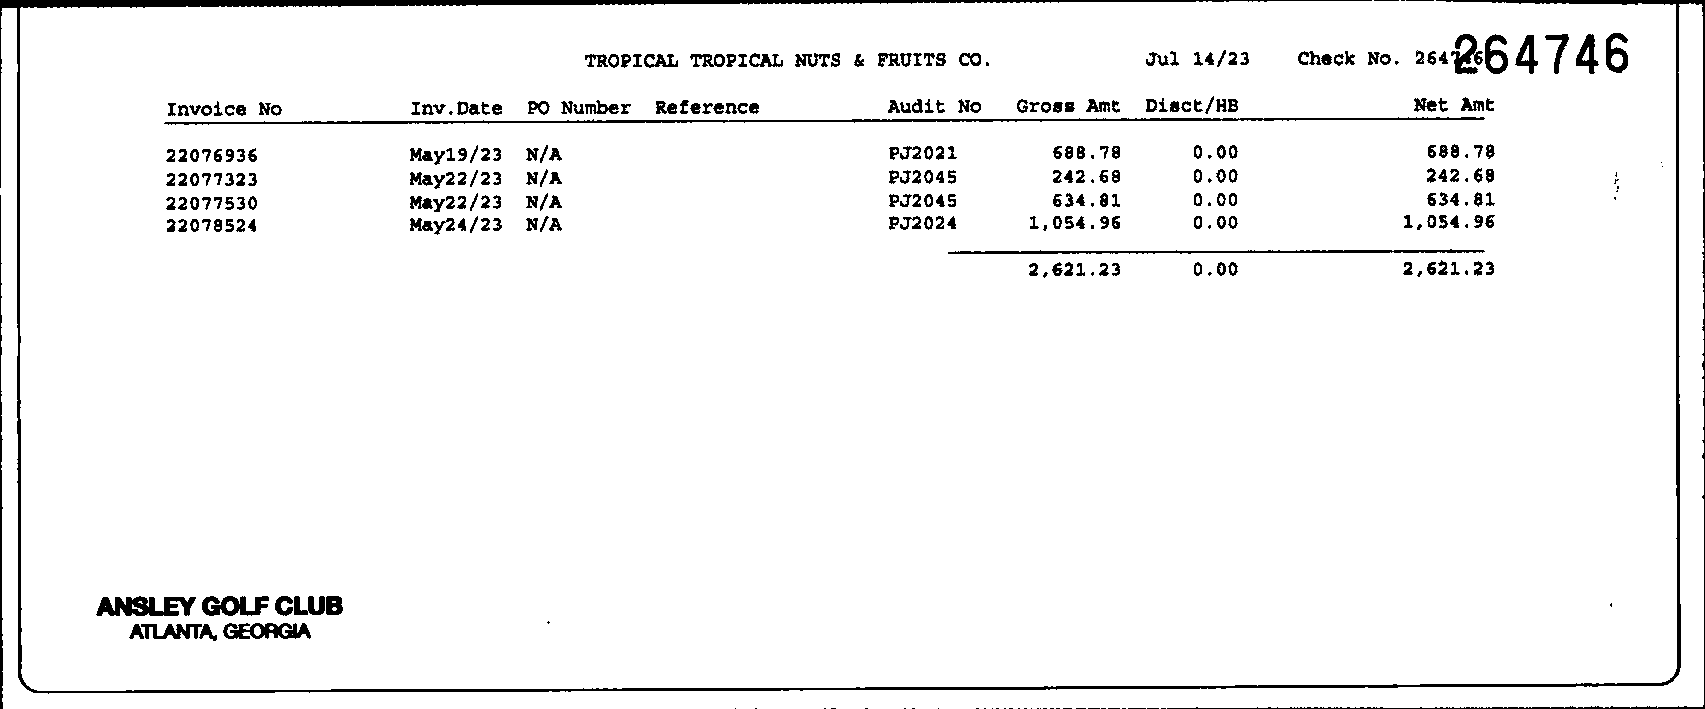 TROPICAL TROPICAL NUTS & FRUITS CO. Jul 14/23 Check No. 264746 264746
Invoice No Inv.Date PO Number Reference Audit No Gross Amt Disct/HB Net Amt
22076936 May19/23 N/A PJ2021 688.78 0.00 688.78
22077323 May22/23 N/A PJ2045 242.68 0.00 242.68
22077530 May22/23 N/A PJ2045 634.81 0.00 634.81
22078524 May24/23 N/A PJ2024 1,054.96 0.00 1,054.96
2,621.23 0.00 2,621.23
ANSLEY GOLF CLUB
ATLANTA, GEORGIA